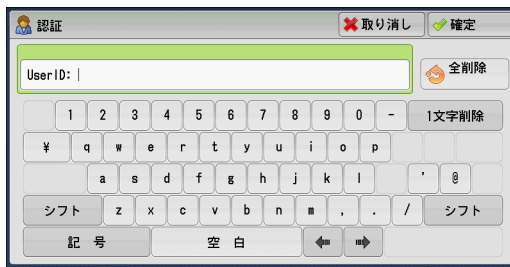 認証 取り消し 確定
UserID: 全削除
1 2 3 4 5 6 7 8 9 0 - 1文字削除
¥ q w e r t y u i o p
a s d f g h j k l ' @
シフト z x c v b n m , . / シフト
記号 空白